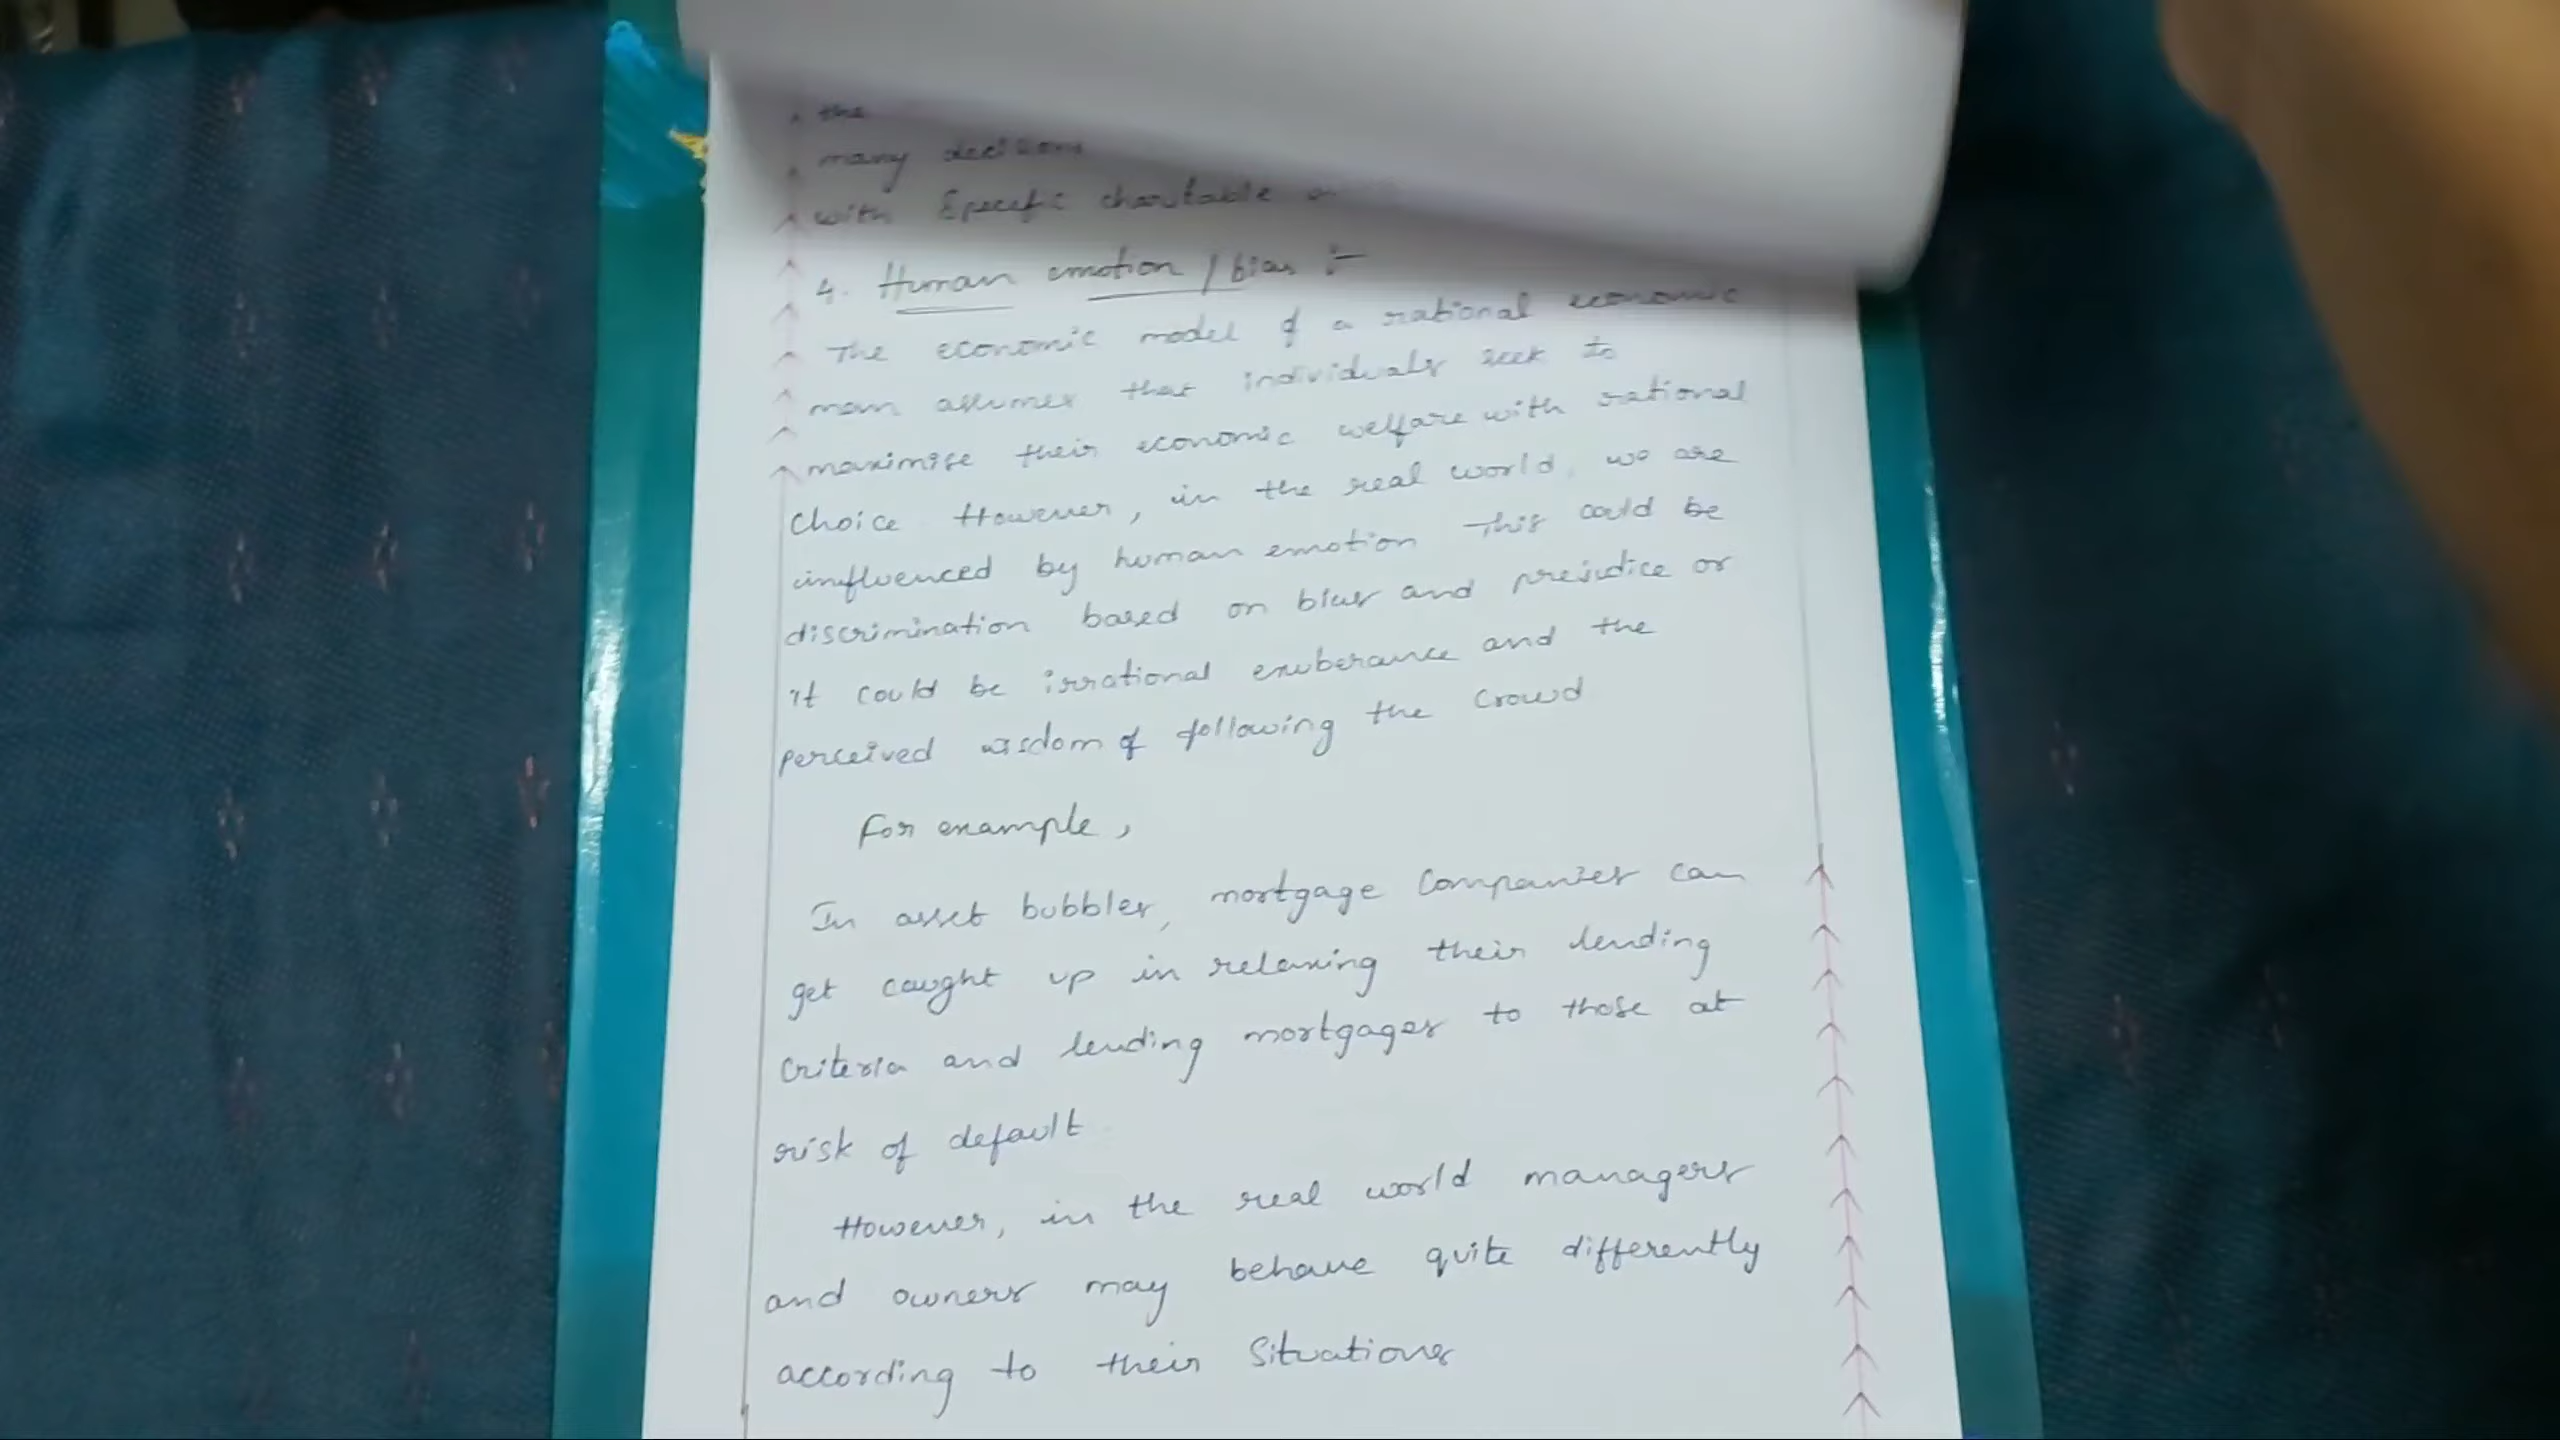 the
many decisions
with specific charitable
4. Human emotion / bias :-
The economic model of a rational economic
man assumes that individuals seek to
maximise their economic welfare with rational
choice However, in the real world, we are
influenced by human emotion This could be
discrimination based on bias and prejudice or
it could be irrational exuberance and the
perceived wisdom of following the crowd
For example,
In asset bubbles, mortgage companies can
get caught up in relaxing their lending
criteria and lending mortgages to those at
risk of default
However, in the real world managers
and owners may behave quite differently
according to their situations